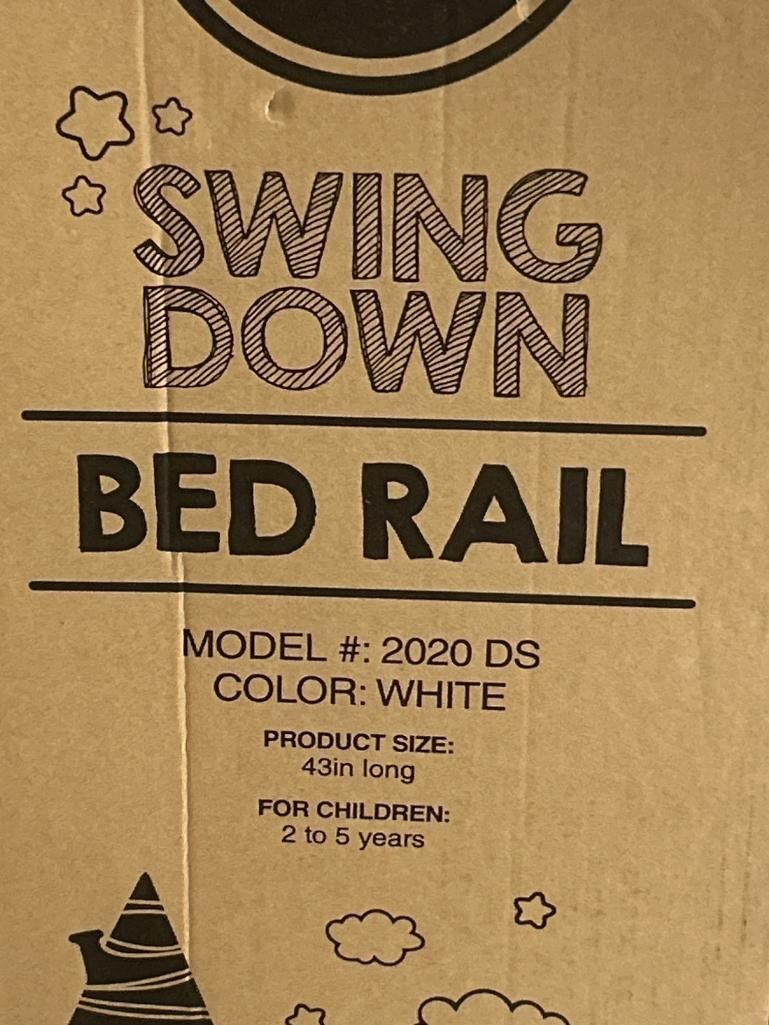 SWING
DOWN
BED RAIL
MODEL #: 2020 DS
COLOR: WHITE
PRODUCT SIZE:
43in long
FOR CHILDREN:
2 to 5 years